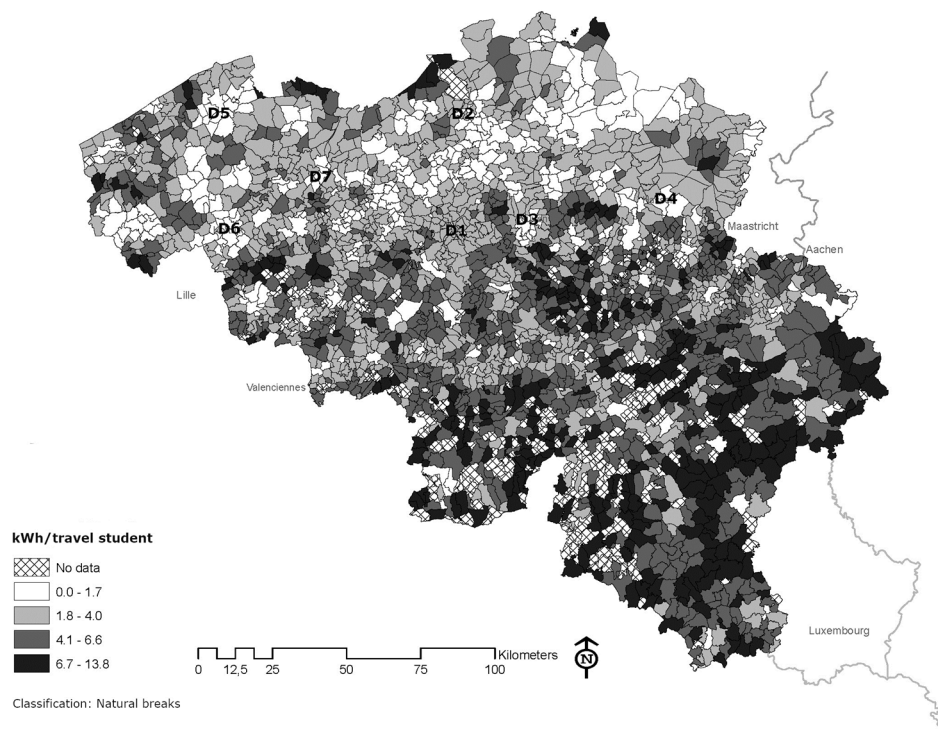 D5
D2
D7
D4
D6
D1
D3
Maastricht
Aachen
Lille
Valenciennes
kWh/travel student
No data
0.0 - 1.7
1.8 - 4.0
4.1 - 6.6
6.7 - 13.8
Luxembourg
Kilometers
0 12,5 25 50 75 100
N
Classification: Natural breaks